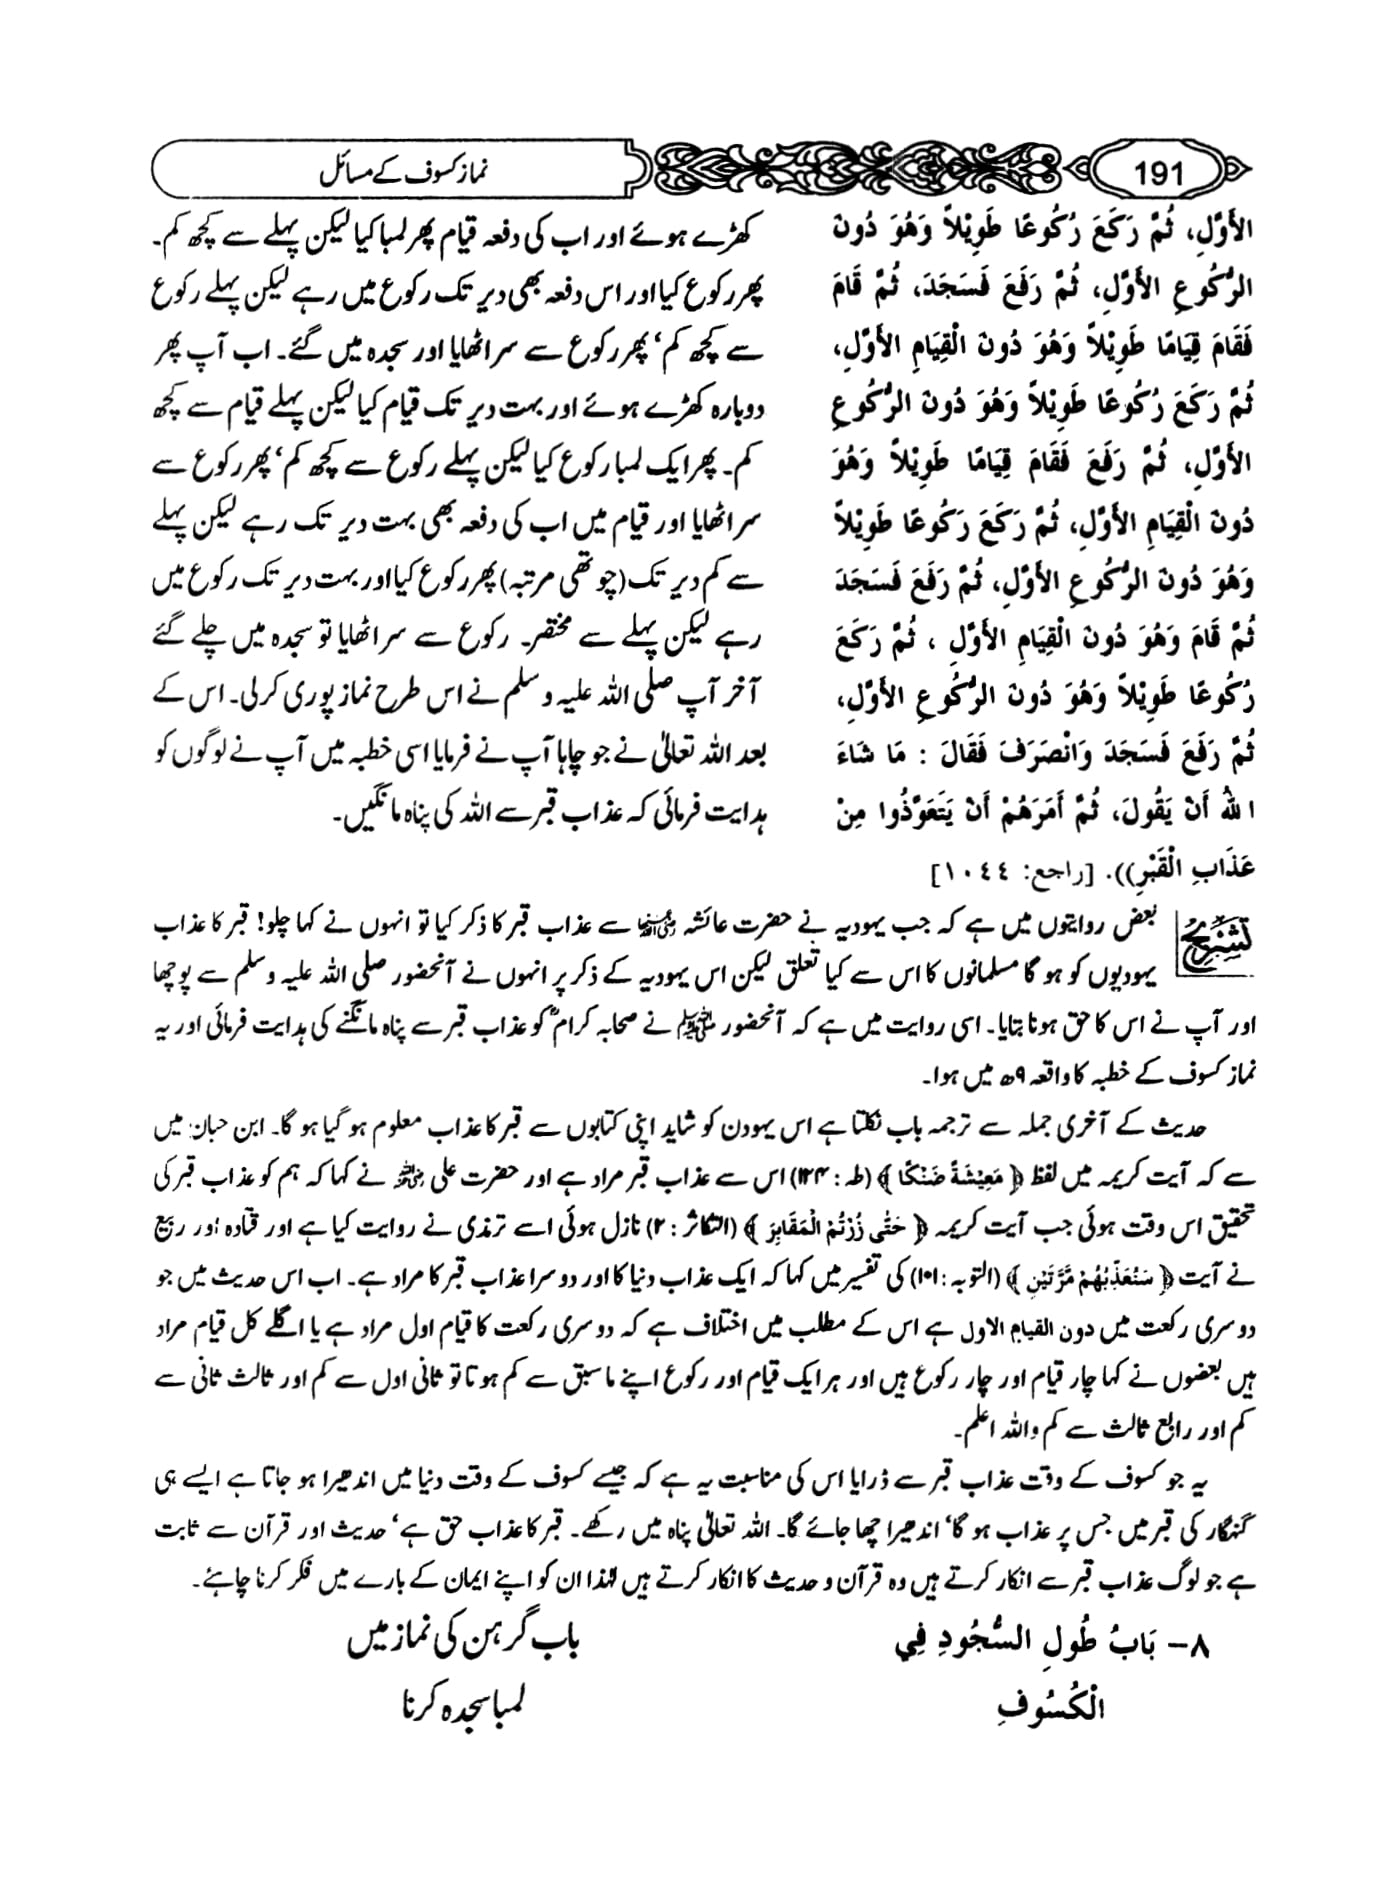 191
نماز کسوف کے مسائل
الأَوَّلِ، ثُمَّ رَكَعَ رُكُوعًا طَوِيْلاً وَهُوَ دُونَ
الرُّكُوعِ الأَوَّلِ، ثُمَّ رَفَعَ فَسَجَدَ، ثُمَّ قَامَ
فَقَامَ قِيَامًا طَوِيْلاً وَهُوَ دُونَ الْقِيَامِ الأَوَّلِ،
ثُمَّ رَكَعَ رُكُوعًا طَوِيْلاً وَهُوَ دُونَ الرُّكُوعِ
الأَوَّلِ، ثُمَّ رَفَعَ فَقَامَ قِيَامًا طَوِيْلاً وَهُوَ
دُونَ الْقِيَامِ الأَوَّلِ، ثُمَّ رَكَعَ رَكُوعًا طَوِيْلاً
وَهُوَ دُونَ الرُّكُوعِ الأَوَّلِ، ثُمَّ رَفَعَ فَسَجَدَ
ثُمَّ قَامَ وَهُوَ دُونَ الْقِيَامِ الأَوَّلِ ، ثُمَّ رَكَعَ
رُكُوعًا طَوِيْلاً وَهُوَ دُونَ الرُّكُوعِ الأَوَّلِ،
ثُمَّ رَفَعَ فَسَجَدَ وَانْصَرَفَ فَقَالَ : مَا شَاءَ
اللهُ أَنْ يَقُولَ، ثُمَّ أَمَرَهُمْ أَنْ يَتَعَوَّذُوا مِنْ
عَذَابِ الْقَبْرِ)). [راجع: ١٠٤٤]
کھڑے ہوئے اور اب کی دفعہ قیام پھر لمبا کیا لیکن پہلے سے کچھ کم۔
پھر رکوع کیا اور اس دفعہ بھی دیر تک رکوع میں رہے لیکن پہلے رکوع
سے کچھ کم‘ پھر رکوع سے سر اٹھایا اور سجدہ میں گئے۔ اب آپ پھر
دوبارہ کھڑے ہوئے اور بہت دیر تک قیام کیا لیکن پہلے قیام سے کچھ
کم۔ پھر ایک لمبا رکوع کیا لیکن پہلے رکوع سے کچھ کم‘ پھر رکوع سے
سر اٹھایا اور قیام میں اب کی دفعہ بھی بہت دیر تک رہے لیکن پہلے
سے کم دیر تک (چوتھی مرتبہ) پھر رکوع کیا اور بہت دیر تک رکوع میں
رہے لیکن پہلے سے مختصر۔ رکوع سے سر اٹھایا تو سجدہ میں چلے گئے
آخر آپ صلی اللہ علیہ وسلم نے اس طرح نماز پوری کرلی۔ اس کے
بعد اللہ تعالیٰ نے جو چاہا آپ نے فرمایا اسی خطبہ میں آپ نے لوگوں کو
ہدایت فرمائی کہ عذاب قبر سے اللہ کی پناہ مانگیں۔
تشریح
بعض روایتوں میں ہے کہ جب یہودیہ نے حضرت عائشہ رضی اللہ عنہا سے عذاب قبر کا ذکر کیا تو انہوں نے کہا چلو! قبر کا عذاب
یہودیوں کو ہو گا مسلمانوں کا اس سے کیا تعلق لیکن اس یہودیہ کے ذکر پر انہوں نے آنحضور صلی اللہ علیہ وسلم سے پوچھا
اور آپ نے اس کا حق ہونا بتایا۔ اسی روایت میں ہے کہ آنحضور ﷺ نے صحابہ کرامؓ کو عذاب قبر سے پناہ مانگنے کی ہدایت فرمائی اور یہ
نماز کسوف کے خطبہ کا واقعہ ۹ھ میں ہوا۔
حدیث کے آخری جملہ سے ترجمہ باب نکلتا ہے اس یہودن کو شاید اپنی کتابوں سے قبر کا عذاب معلوم ہو گیا ہو گا۔ ابن حبان میں
سے کہ آیت کریمہ میں لفظ ﴿ مَعِيْشَةً ضَنْكًا ﴾ (طہ : ۱۲۴) اس سے عذاب قبر مراد ہے اور حضرت علی رضی اللہ عنہ نے کہا کہ ہم کو عذاب قبر کی
تحقیق اس وقت ہوئی جب آیت کریمہ ﴿ حَتّٰى زُرْتُمُ الْمَقَابِرَ ﴾ (التکاثر : ۲) نازل ہوئی اسے ترمذی نے روایت کیا ہے اور قتادہ اور ربیع
نے آیت ﴿ سَنُعَذِّبُهُمْ مَّرَّتَيْنِ ﴾ (التوبہ : ۱۰۱) کی تفسیر میں کہا کہ ایک عذاب دنیا کا اور دوسرا عذاب قبر کا مراد ہے۔ اب اس حدیث میں جو
دوسری رکعت میں دون القیام الاول ہے اس کے مطلب میں اختلاف ہے کہ دوسری رکعت کا قیام اول مراد ہے یا اگلے کل قیام مراد
ہیں بعضوں نے کہا چار قیام اور چار رکوع ہیں اور ہر ایک قیام اور رکوع اپنے ما سبق سے کم ہوتا تو ثانی اول سے کم اور ثالث ثانی سے
کم اور رابع ثالث سے کم واللہ اعلم۔
یہ جو کسوف کے وقت عذاب قبر سے ڈرایا اس کی مناسبت یہ ہے کہ جیسے کسوف کے وقت دنیا میں اندھیرا ہو جاتا ہے ایسے ہی
گنہگار کی قبر میں جس پر عذاب ہو گا‘ اندھیرا چھا جائے گا۔ اللہ تعالیٰ پناہ میں رکھے۔ قبر کا عذاب حق ہے‘ حدیث اور قرآن سے ثابت
ہے جو لوگ عذاب قبر سے انکار کرتے ہیں وہ قرآن و حدیث کا انکار کرتے ہیں لہٰذا ان کو اپنے ایمان کے بارے میں فکر کرنا چاہئے۔
٨- بَابُ طُولِ السُّجُودِ فِي
الْكُسُوفِ
باب گرہن کی نماز میں
لمبا سجدہ کرنا